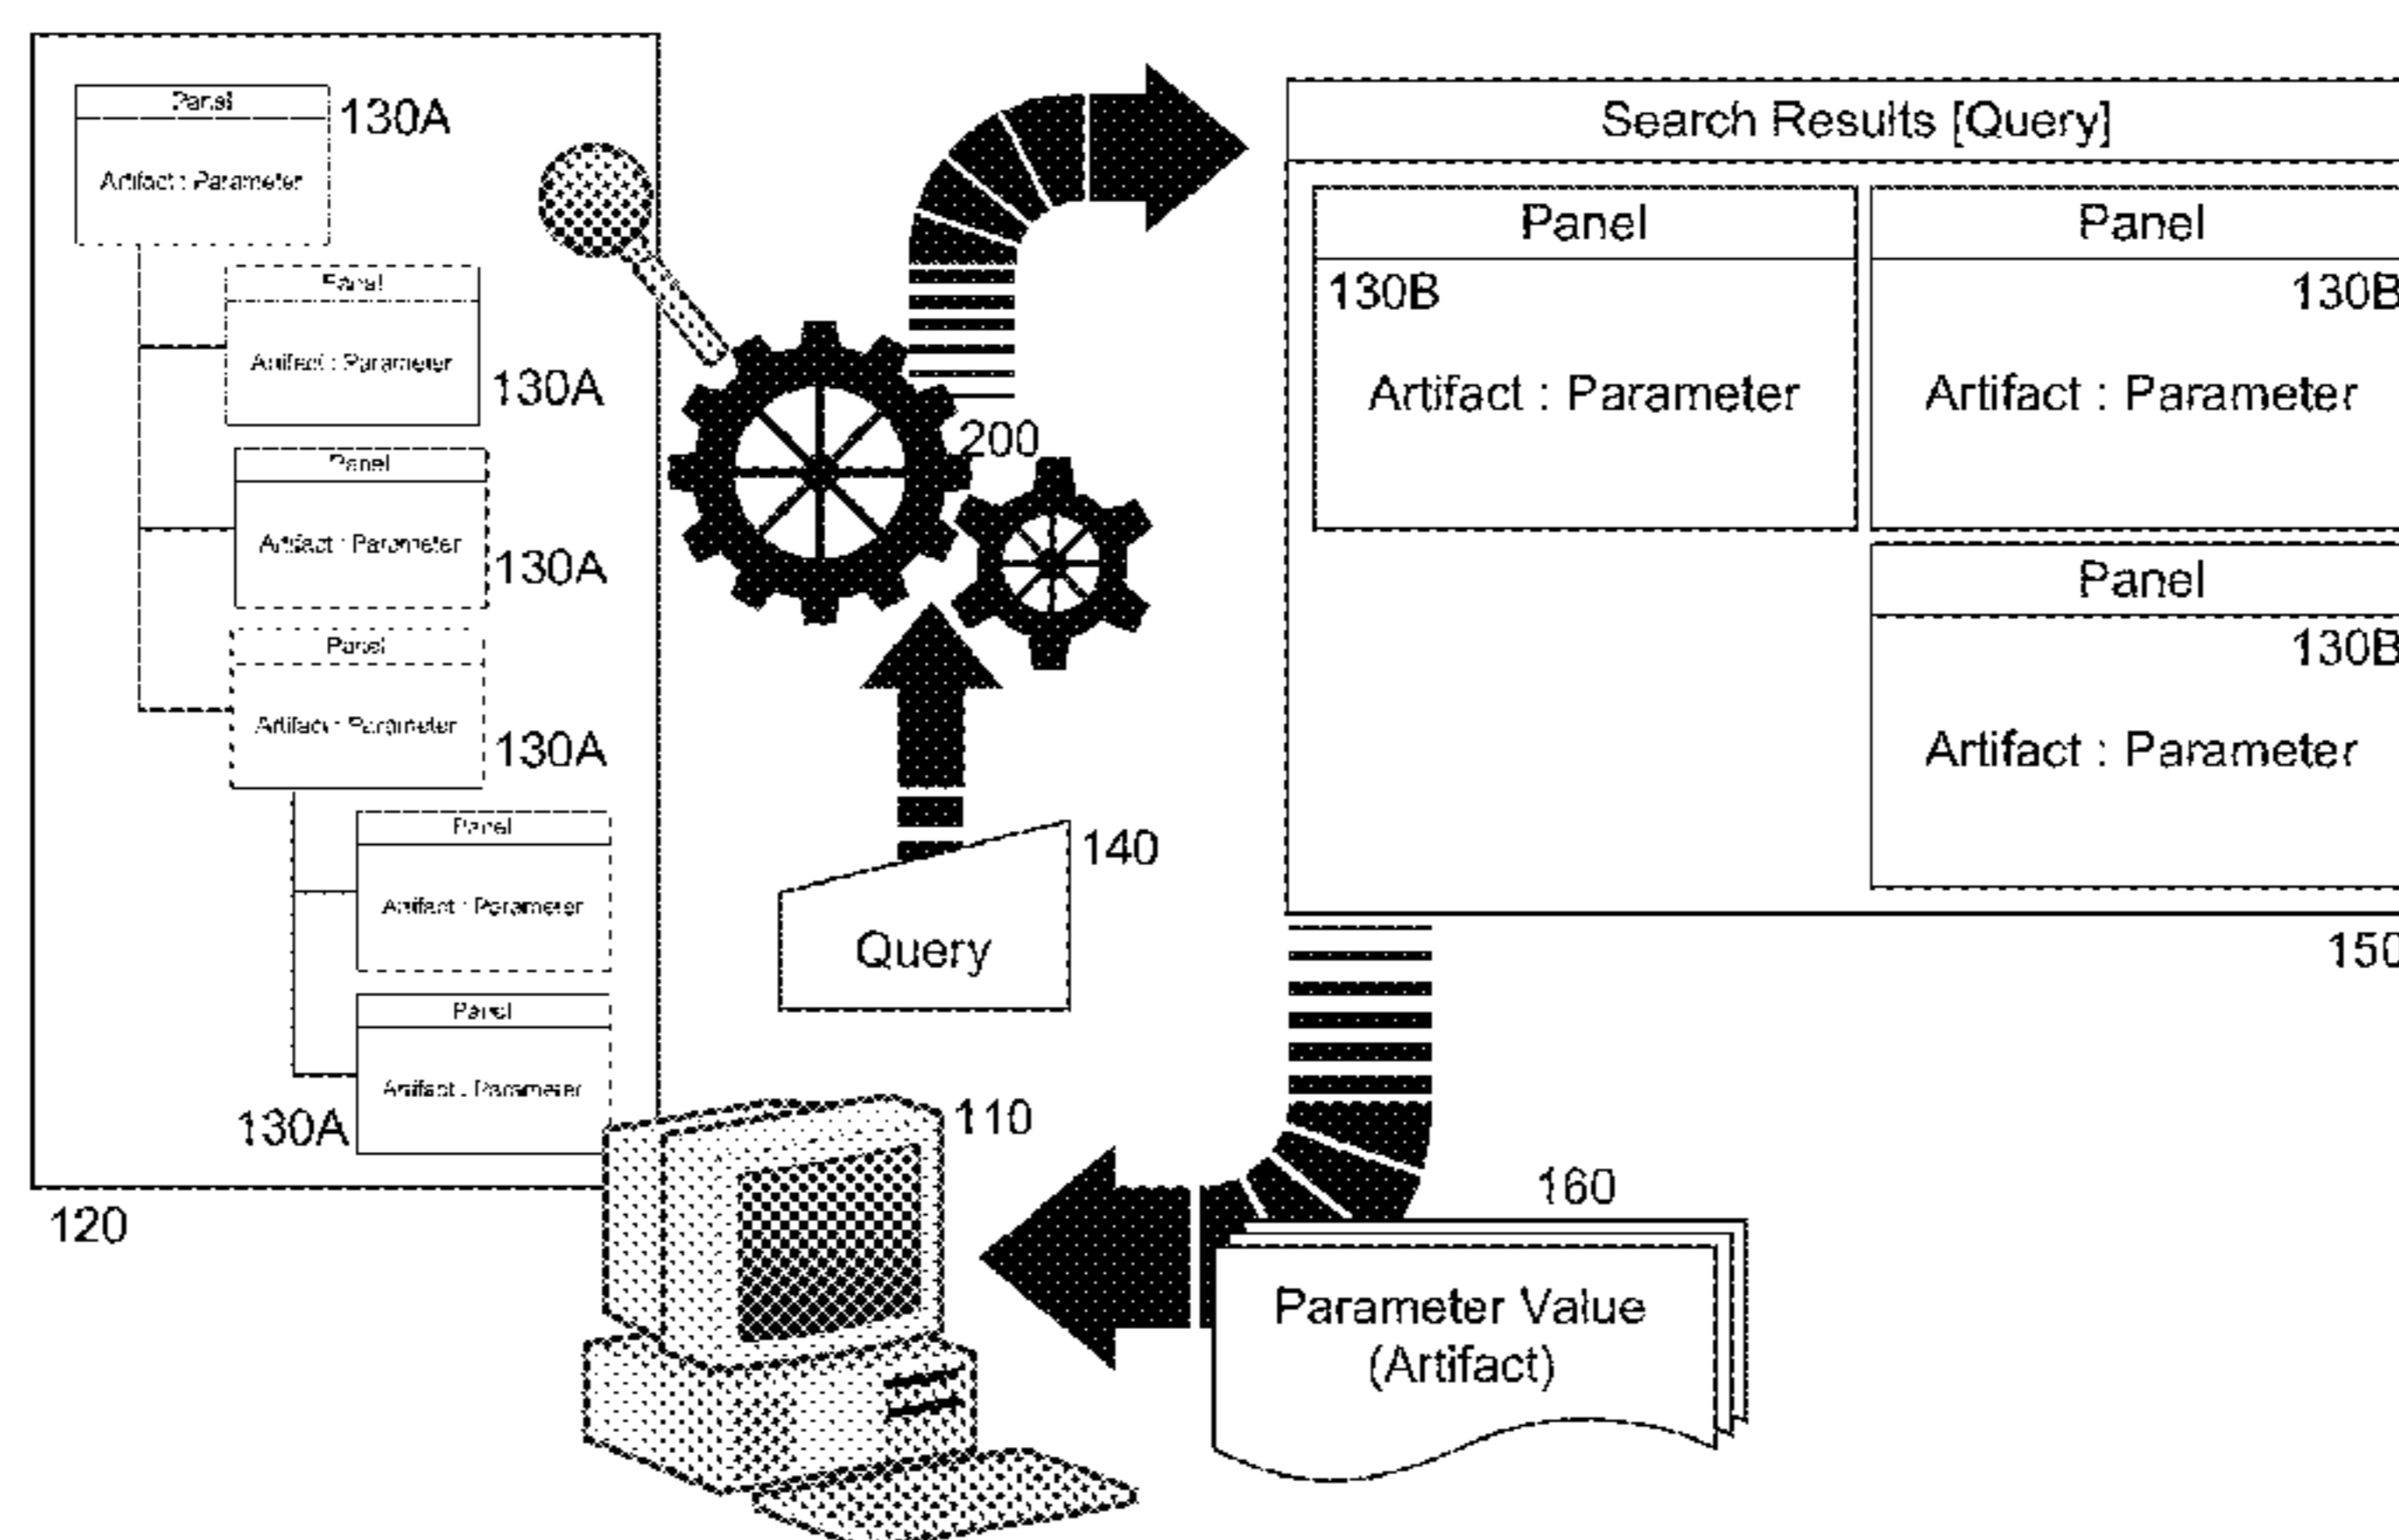 Panel
130A
Artifact : Parameter
Panel
Artifact : Parameter
130A
Panel
Artifact : Parameter
130A
Panel
Artifact : Parameter
130A
Panel
Artifact : Parameter
Panel
Artifact : Parameter
130A
120
200
140
Query
110
Search Results [Query]
Panel
130B
Artifact : Parameter
Panel
130B
Artifact : Parameter
Panel
130B
Artifact : Parameter
150
160
Parameter Value
(Artifact)